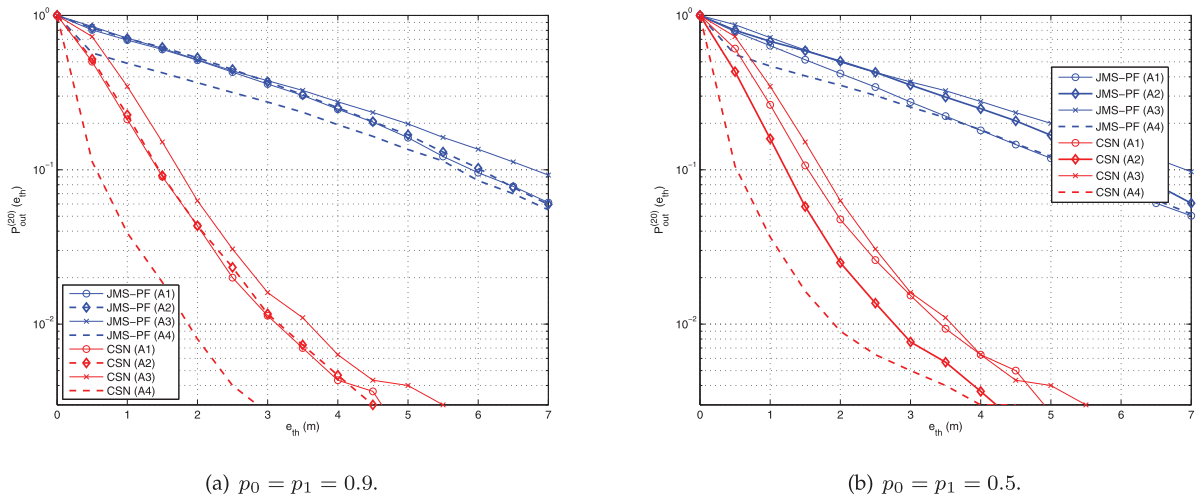 10^0
10^−1
10^−2
P_out^(20) (e_th)
0 1 2 3 4 5 6 7
e_th (m)
JMS−PF (A1)
JMS−PF (A2)
JMS−PF (A3)
JMS−PF (A4)
CSN (A1)
CSN (A2)
CSN (A3)
CSN (A4)
(a) p_0 = p_1 = 0.9.
10^0
10^−1
10^−2
P_out^(20) (e_th)
0 1 2 3 4 5 6 7
e_th (m)
JMS−PF (A1)
JMS−PF (A2)
JMS−PF (A3)
JMS−PF (A4)
CSN (A1)
CSN (A2)
CSN (A3)
CSN (A4)
(b) p_0 = p_1 = 0.5.